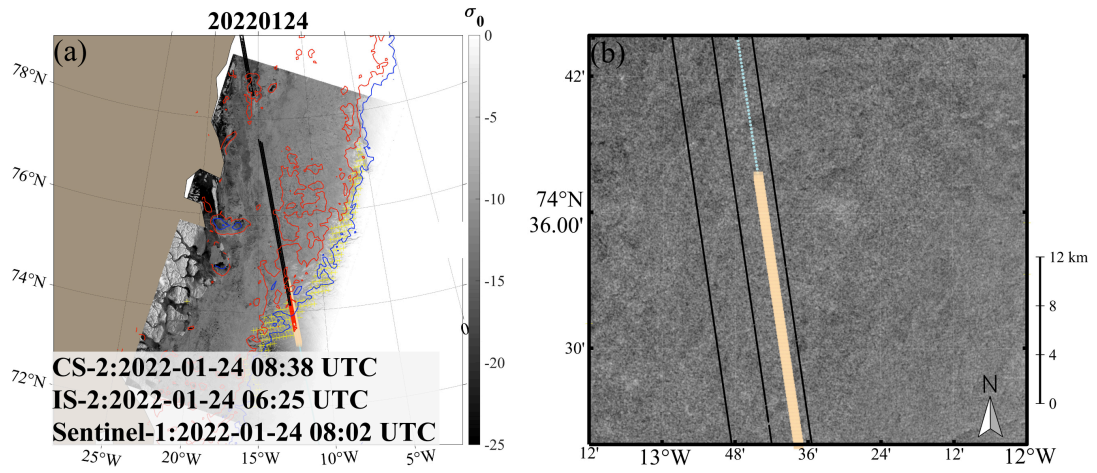 20220124
σ0
(a)
0
78°N
-5
76°N
-10
74°N
-15
0
72°N
-20
-25
CS-2:2022-01-24 08:38 UTC
IS-2:2022-01-24 06:25 UTC
Sentinel-1:2022-01-24 08:02 UTC
25°W 20°W 15°W 10°W 5°W
(b)
42'
74°N
36.00'
30'
12 km
8
4
0
N
12' 13°W 48' 36' 24' 12' 12°W